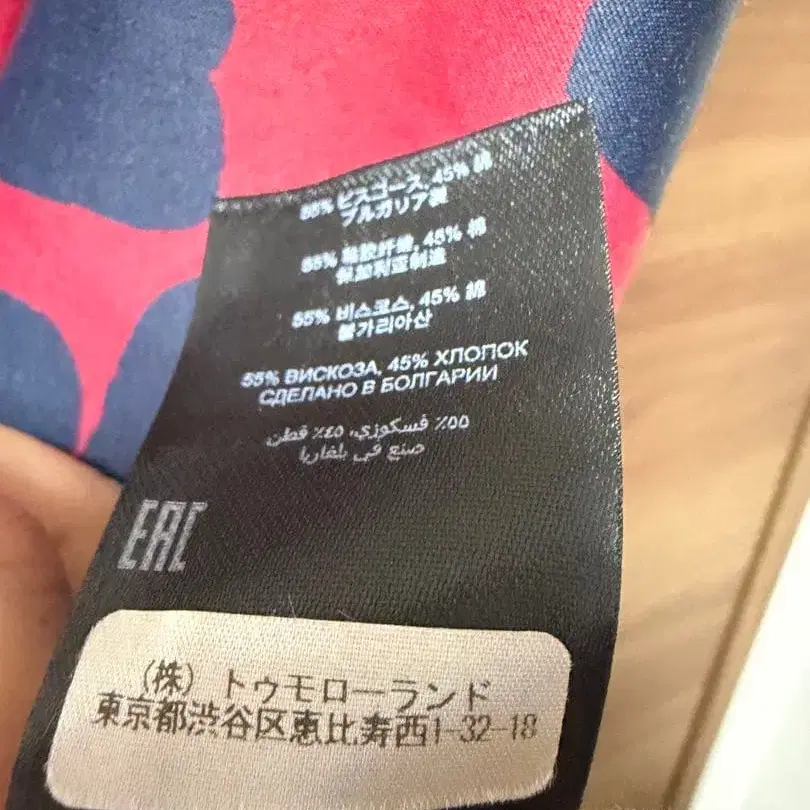 55% ビスコース, 45% 綿
ブルガリア製
55% 粘胶纤维, 45% 棉
保加利亚制造
55% 비스코스, 45% 綿
불가리아산
55% ВИСКОЗА, 45% ХЛОПОК
СДЕЛАНО В БОЛГАРИИ
٥٥٪ فسكوزي، ٤٥٪ قطن
صنع في بلغاريا
EAC
(株) トゥモローランド
東京都渋谷区恵比寿西1-32-18